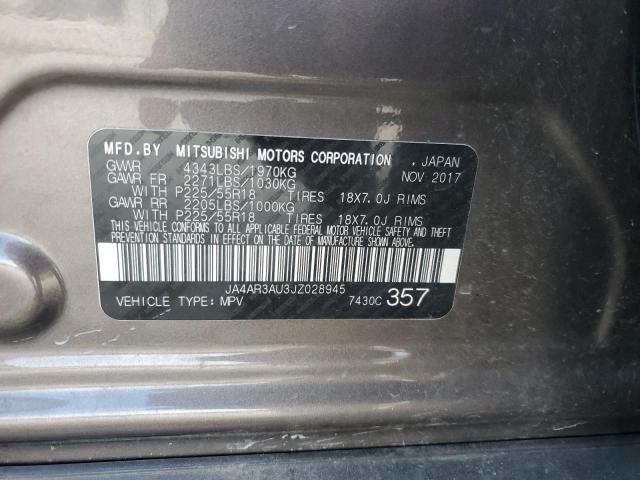 MFD.BY MITSUBISHI MOTORS CORPORATION . JAPAN
GVWR 4343LBS/1970KG NOV 2017
GAWR FR 2271LBS/1030KG
WITH P225/55R18 TIRES 18X7.0J RIMS
GAWR RR 2205LBS/1000KG
WITH P225/55R18 TIRES 18X7.0J RIMS
THIS VEHICLE CONFORMS TO ALL APPLICABLE FEDERAL MOTOR VEHICLE SAFETY AND THEFT
PREVENTION STANDARDS IN EFFECT ON THE DATE OF MANUFACTURE SHOWN ABOVE.
JA4AR3AU3JZ028945
VEHICLE TYPE: MPV 7430C 357